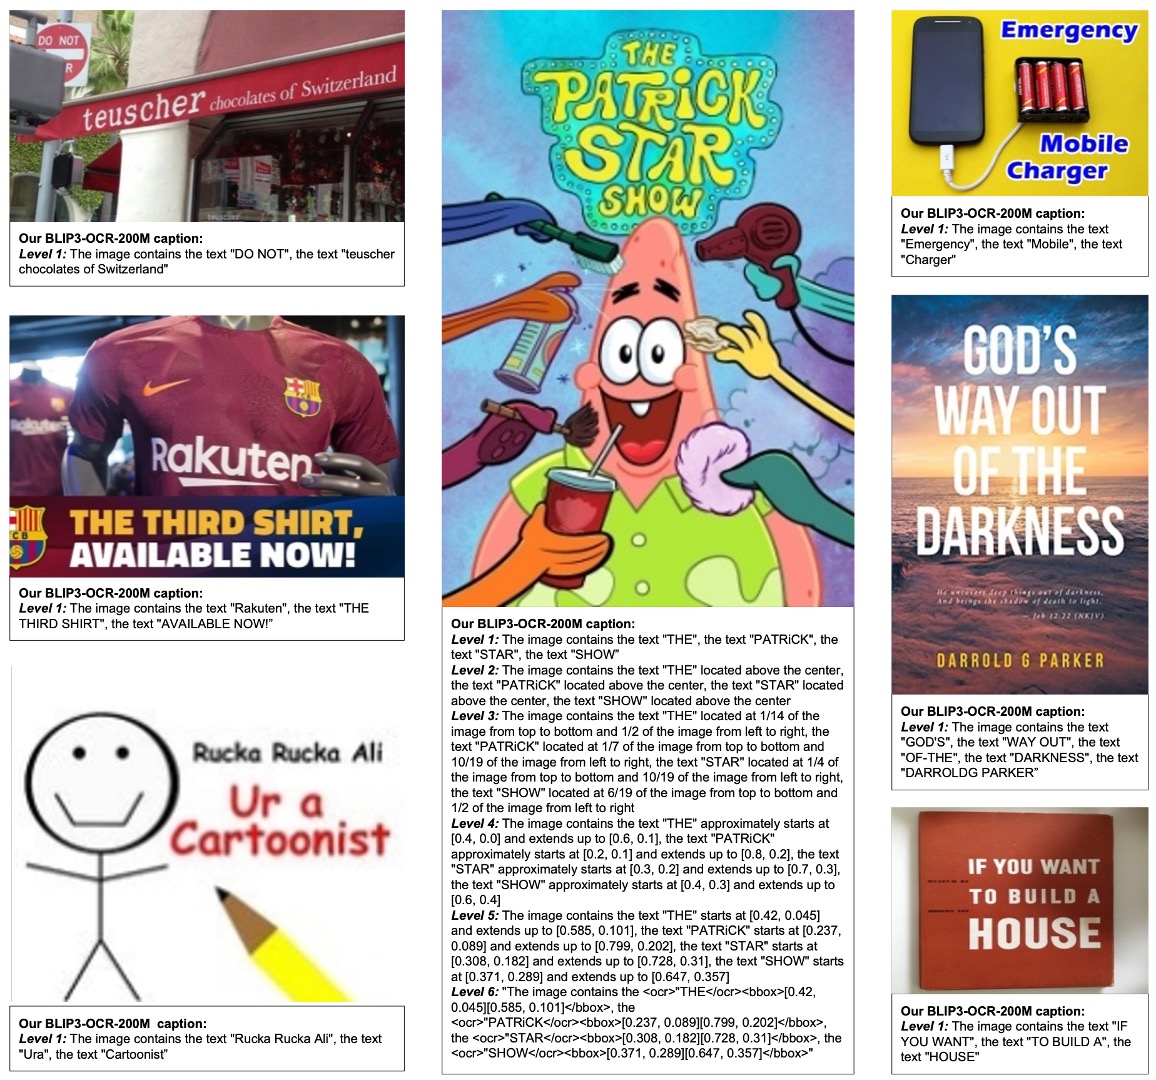 DO NOT
R
teuscher chocolates of Switzerland
teuscher
Our BLIP3-OCR-200M caption:
Level 1: The image contains the text "DO NOT", the text "teuscher
chocolates of Switzerland"
Rakuten
CB
THE THIRD SHIRT,
AVAILABLE NOW!
Our BLIP3-OCR-200M caption:
Level 1: The image contains the text "Rakuten", the text "THE
THIRD SHIRT", the text "AVAILABLE NOW!"
Rucka Rucka Ali
Ur a
Cartoonist
Our BLIP3-OCR-200M  caption:
Level 1: The image contains the text "Rucka Rucka Ali", the text
"Ura", the text "Cartoonist"
THE
PATRiCK
STAR
SHOW
Our BLIP3-OCR-200M caption:
Level 1: The image contains the text "THE", the text "PATRiCK", the
text "STAR", the text "SHOW"
Level 2: The image contains the text "THE" located above the center,
the text "PATRiCK" located above the center, the text "STAR" located
above the center, the text "SHOW" located above the center
Level 3: The image contains the text "THE" located at 1/14 of the
image from top to bottom and 1/2 of the image from left to right, the
text "PATRiCK" located at 1/7 of the image from top to bottom and
10/19 of the image from left to right, the text "STAR" located at 1/4 of
the image from top to bottom and 10/19 of the image from left to right,
the text "SHOW" located at 6/19 of the image from top to bottom and
1/2 of the image from left to right
Level 4: The image contains the text "THE" approximately starts at
[0.4, 0.0] and extends up to [0.6, 0.1], the text "PATRiCK"
approximately starts at [0.2, 0.1] and extends up to [0.8, 0.2], the text
"STAR" approximately starts at [0.3, 0.2] and extends up to [0.7, 0.3],
the text "SHOW" approximately starts at [0.4, 0.3] and extends up to
[0.6, 0.4]
Level 5: The image contains the text "THE" starts at [0.42, 0.045]
and extends up to [0.585, 0.101], the text "PATRiCK" starts at [0.237,
0.089] and extends up to [0.799, 0.202], the text "STAR" starts at
[0.308, 0.182] and extends up to [0.728, 0.31], the text "SHOW" starts
at [0.371, 0.289] and extends up to [0.647, 0.357]
Level 6: "The image contains the <ocr>"THE"</ocr><bbox>[0.42,
0.045][0.585, 0.101]</bbox>, the
<ocr>"PATRiCK</ocr><bbox>[0.237, 0.089][0.799, 0.202]</bbox>,
the <ocr>"STAR</ocr><bbox>[0.308, 0.182][0.728, 0.31]</bbox>, the
<ocr>"SHOW</ocr><bbox>[0.371, 0.289][0.647, 0.357]</bbox>"
Emergency
Mobile
Charger
Our BLIP3-OCR-200M caption:
Level 1: The image contains the text
"Emergency", the text "Mobile", the text
"Charger"
GOD'S
WAY OUT
OF THE
DARKNESS
He uncovers deep things out of darkness,
And brings the shadow of death to light.
— Job 12:22 (NKJV)
DARROLD G PARKER
Our BLIP3-OCR-200M caption:
Level 1: The image contains the text
"GOD'S", the text "WAY OUT", the text
"OF-THE", the text "DARKNESS", the text
"DARROLDG PARKER"
IF YOU WANT
TO BUILD A
HOUSE
Our BLIP3-OCR-200M caption:
Level 1: The image contains the text "IF
YOU WANT", the text "TO BUILD A", the
text "HOUSE"